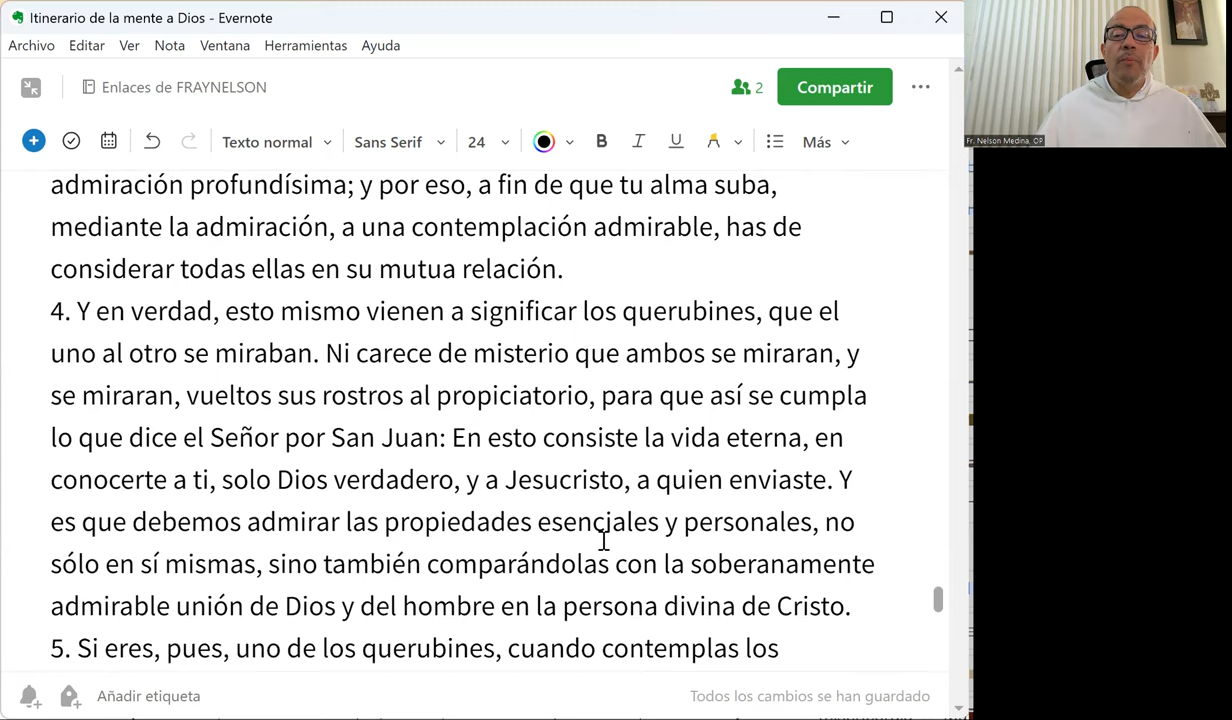 Itinerario de la mente a Dios - Evernote
Archivo Editar Ver Nota Ventana Herramientas Ayuda
Enlaces de FRAYNELSON
2 Compartir
Texto normal Sans Serif 24 B I U A Más
admiración profundísima; y por eso, a fin de que tu alma suba,
mediante la admiración, a una contemplación admirable, has de
considerar todas ellas en su mutua relación.
4. Y en verdad, esto mismo vienen a significar los querubines, que el
uno al otro se miraban. Ni carece de misterio que ambos se miraran, y
se miraran, vueltos sus rostros al propiciatorio, para que así se cumpla
lo que dice el Señor por San Juan: En esto consiste la vida eterna, en
conocerte a ti, solo Dios verdadero, y a Jesucristo, a quien enviaste. Y
es que debemos admirar las propiedades esenciales y personales, no
sólo en sí mismas, sino también comparándolas con la soberanamente
admirable unión de Dios y del hombre en la persona divina de Cristo.
5. Si eres, pues, uno de los querubines, cuando contemplas los
Añadir etiqueta
Todos los cambios se han guardado
Fr. Nelson Medina, OP